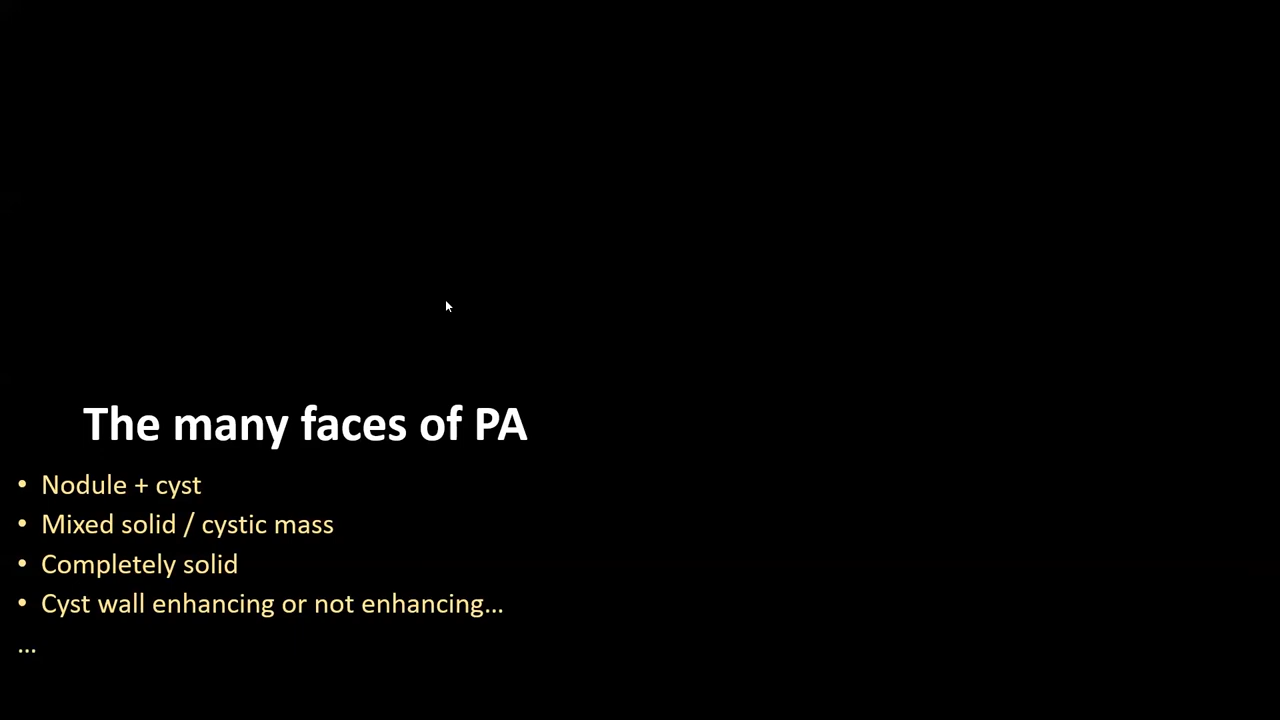 The many faces of PA
• Nodule + cyst
• Mixed solid / cystic mass
• Completely solid
• Cyst wall enhancing or not enhancing...
...